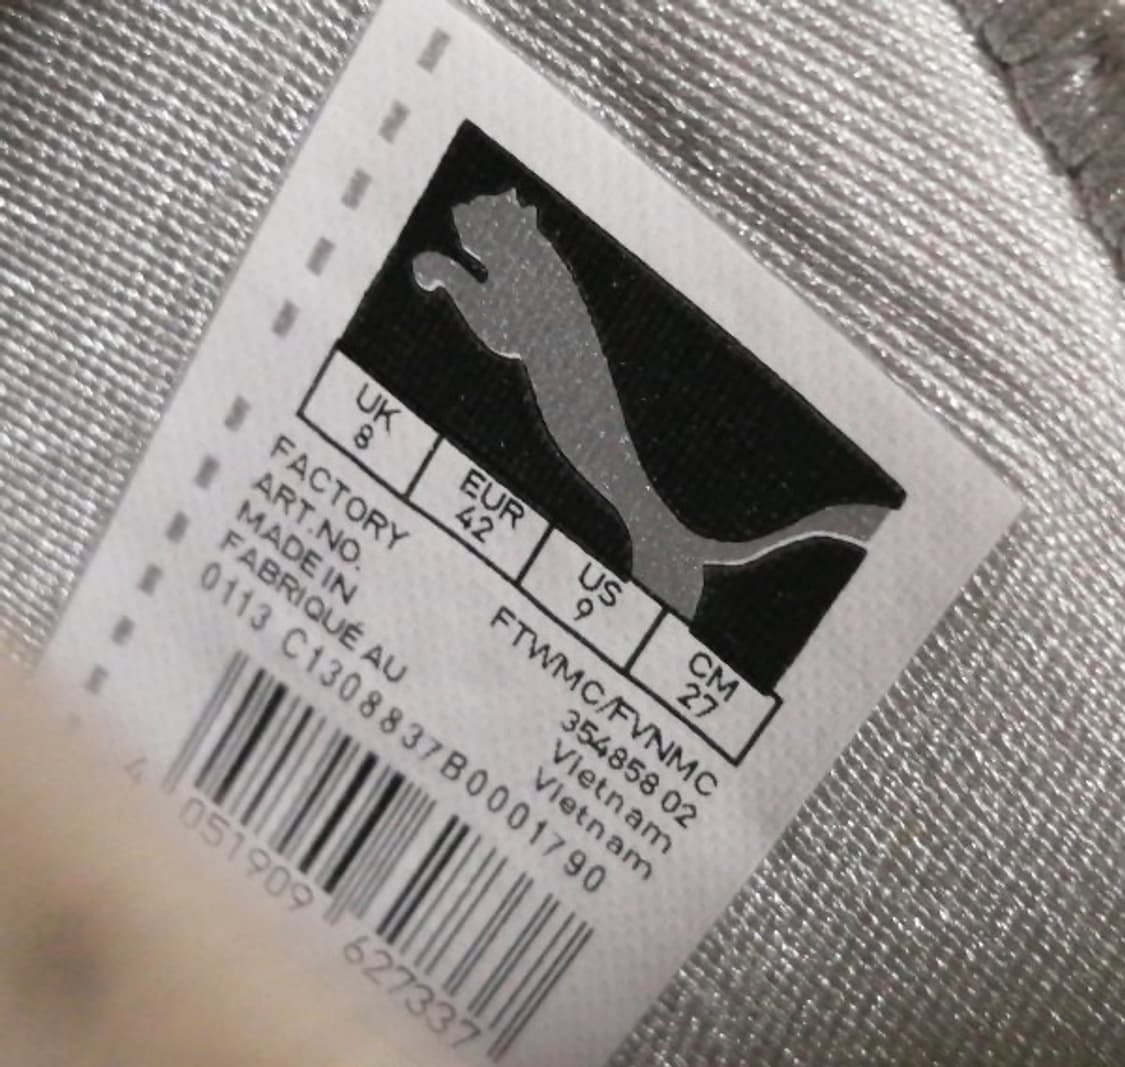 UK EUR US CM
8 42 9 27
FACTORY FTWMC/FVNMC
ART.NO. 354858 02
MADE IN Vietnam
FABRIQUÉ AU Vietnam
0113 C1308837B0001790
4 051909 627337